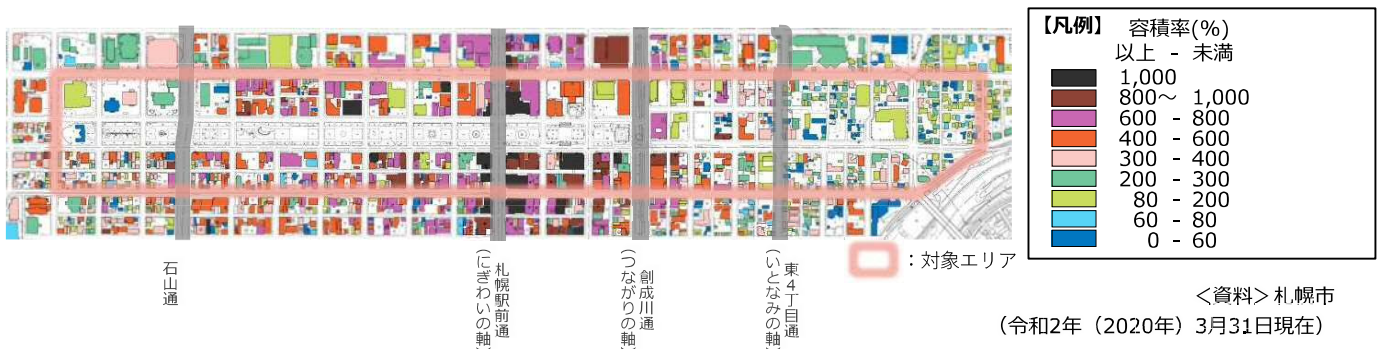 【凡例】 容積率(%)
以上 - 未満
1,000
800～ 1,000
600 - 800
400 - 600
300 - 400
200 - 300
80 - 200
60 - 80
0 - 60
：対象エリア
石山通
札幌駅前通
(にぎわいの軸)
創成川通
(つながりの軸)
東４丁目通
(いとなみの軸)
＜資料＞札幌市
（令和2年（2020年）3月31日現在）